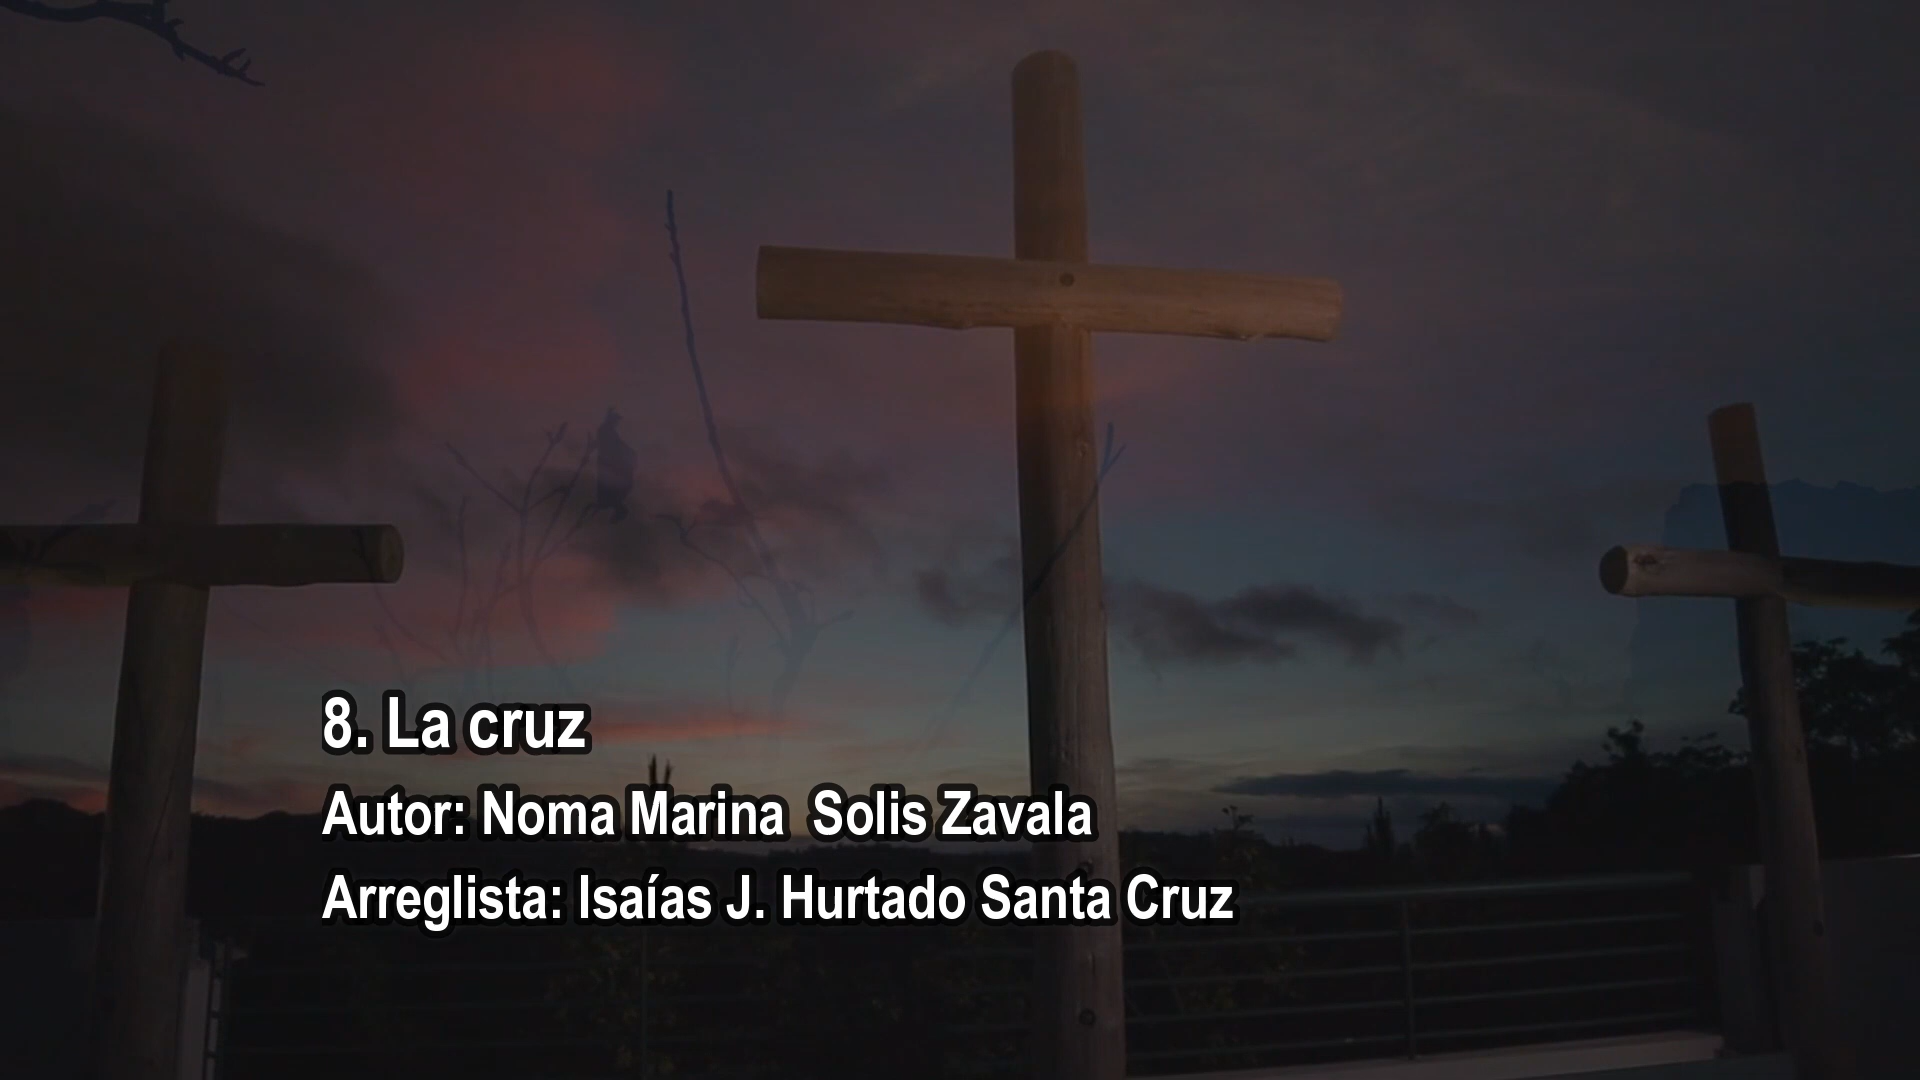 8. La cruz
Autor: Noma Marina  Solis Zavala
Arreglista: Isaías J. Hurtado Santa Cruz